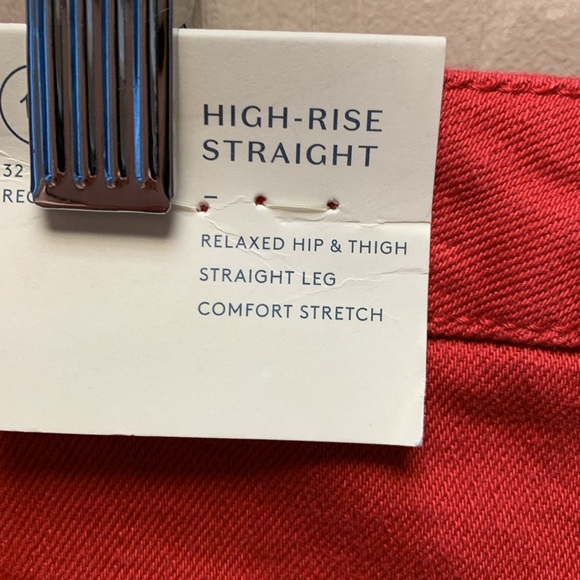 HIGH-RISE
STRAIGHT
32
–
RELAXED HIP & THIGH
STRAIGHT LEG
COMFORT STRETCH